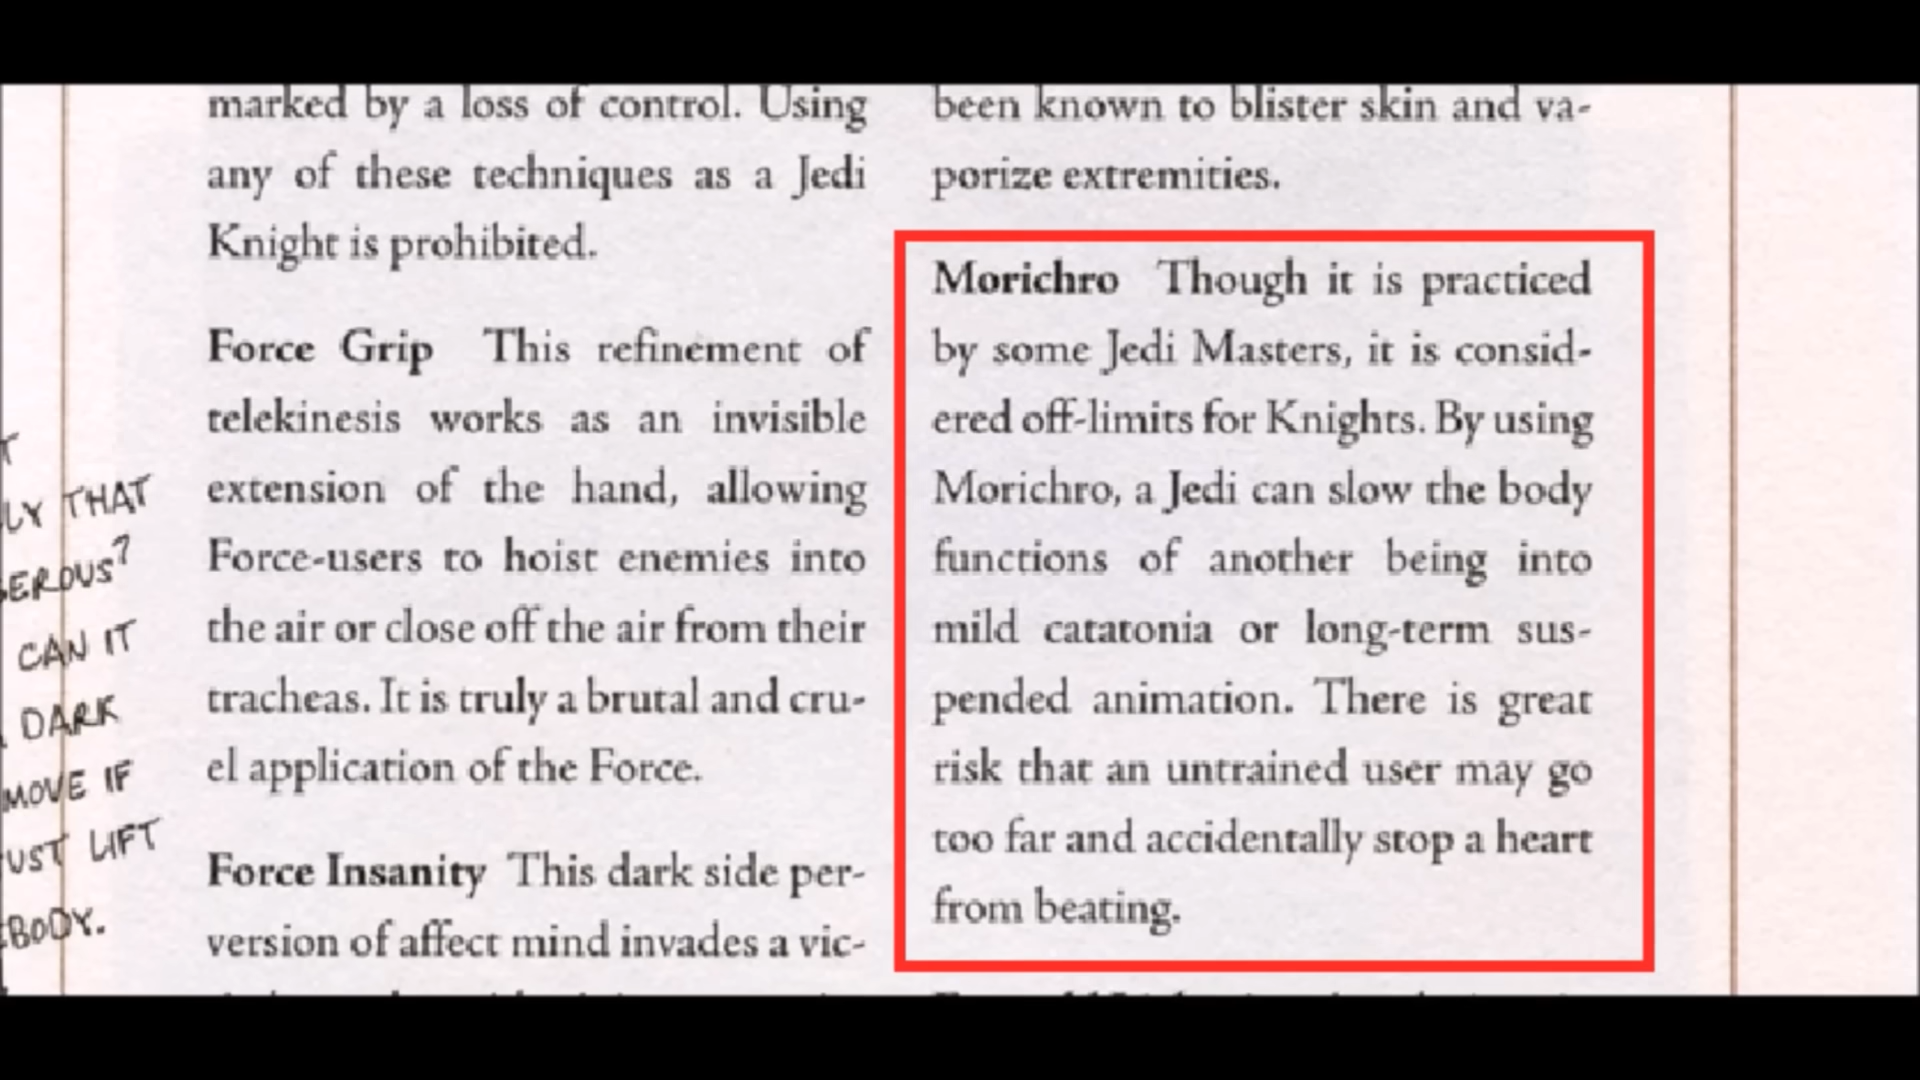 marked by a loss of control. Using
any of these techniques as a Jedi
Knight is prohibited.
Force Grip This refinement of
telekinesis works as an invisible
extension of the hand, allowing
Force-users to hoist enemies into
the air or close off the air from their
tracheas. It is truly a brutal and cru-
el application of the Force.
Force Insanity This dark side per-
version of affect mind invades a vic-
been known to blister skin and va-
porize extremities.
Morichro Though it is practiced
by some Jedi Masters, it is consid-
ered off-limits for Knights. By using
Morichro, a Jedi can slow the body
functions of another being into
mild catatonia or long-term sus-
pended animation. There is great
risk that an untrained user may go
too far and accidentally stop a heart
from beating.
LY THAT
EROUS?
CAN IT
DARK
MOVE IF
UST LIFT
BODY.